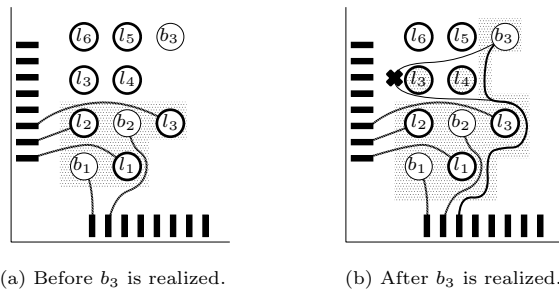 l6 l5 b3
l3 l4
l2 b2 l3
b1 l1
(a) Before b3 is realized.
l6 l5 b3
l3 l4
l2 b2 l3
b1 l1
(b) After b3 is realized.